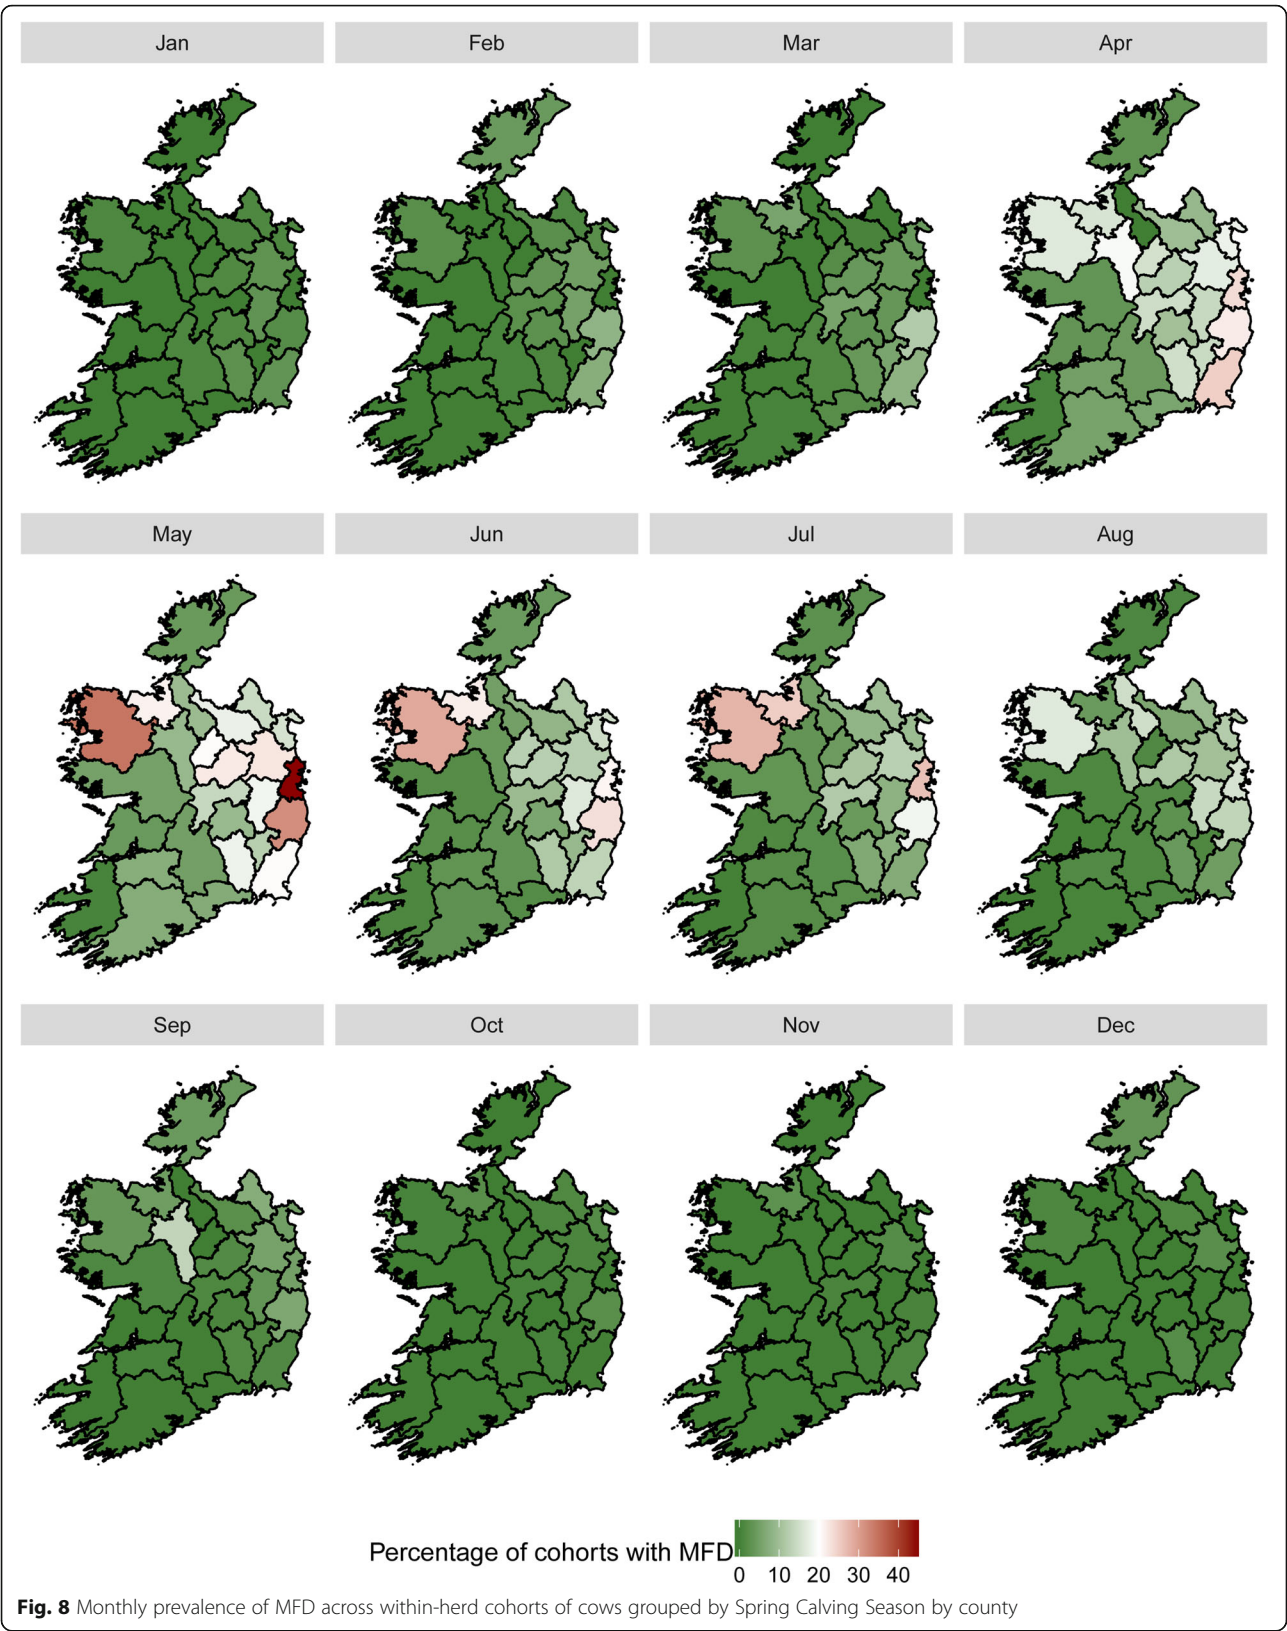 Jan Feb Mar Apr
May Jun Jul Aug
Sep Oct Nov Dec
Percentage of cohorts with MFD
0 10 20 30 40
Fig. 8 Monthly prevalence of MFD across within-herd cohorts of cows grouped by Spring Calving Season by county